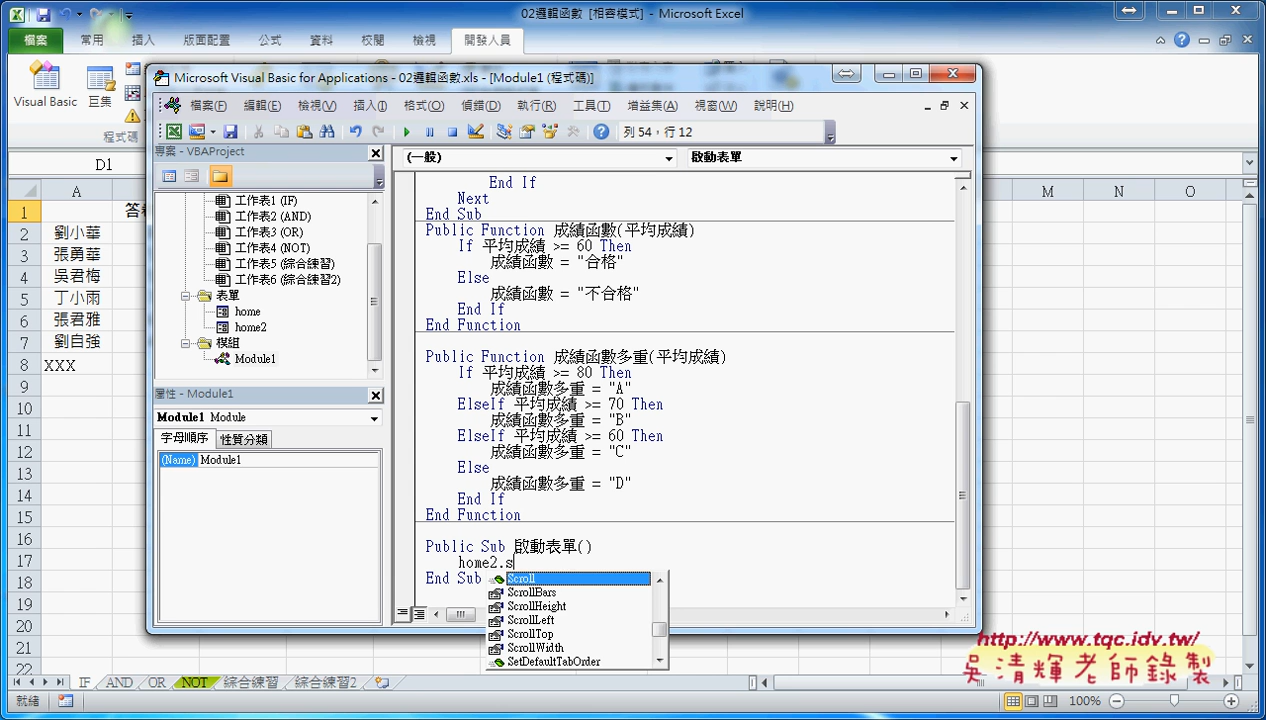 02邏輯函數 [相容模式] - Microsoft Excel
檔案 常用 插入 版面配置 公式 資料 校閱 檢視 開發人員
Visual Basic 巨集
程式碼
Microsoft Visual Basic for Applications - 02邏輯函數.xls - [Module1 (程式碼)]
檔案(F) 編輯(E) 檢視(V) 插入(I) 格式(O) 偵錯(D) 執行(R) 工具(T) 增益集(A) 視窗(W) 說明(H)
列 54，行 12
專案 - VBAProject
工作表1 (IF)
工作表2 (AND)
工作表3 (OR)
工作表4 (NOT)
工作表5 (綜合練習)
工作表6 (綜合練習2)
表單
home
home2
模組
Module1
屬性 - Module1
Module1 Module
字母順序 性質分類
(Name) Module1
(一般) 啟動表單
End If
Next
End Sub
Public Function 成績函數(平均成績)
If 平均成績 >= 60 Then
成績函數 = "合格"
Else
成績函數 = "不合格"
End If
End Function
Public Function 成績函數多重(平均成績)
If 平均成績 >= 80 Then
成績函數多重 = "A"
ElseIf 平均成績 >= 70 Then
成績函數多重 = "B"
ElseIf 平均成績 >= 60 Then
成績函數多重 = "C"
Else
成績函數多重 = "D"
End If
End Function
Public Sub 啟動表單()
home2.s
End Sub
Scroll
ScrollBars
ScrollHeight
ScrollLeft
ScrollTop
ScrollWidth
SetDefaultTabOrder
D1
A M N O
1
2 劉小華
3 張勇華
4 吳君梅
5 丁小雨
6 張君雅
7 劉自強
8 XXX
9
10
11
12
13
14
15
16
17
18
19
20
21
22
IF AND OR NOT 綜合練習 綜合練習2
就緒 100%
http://www.tqc.idv.tw/
吳清輝老師錄製